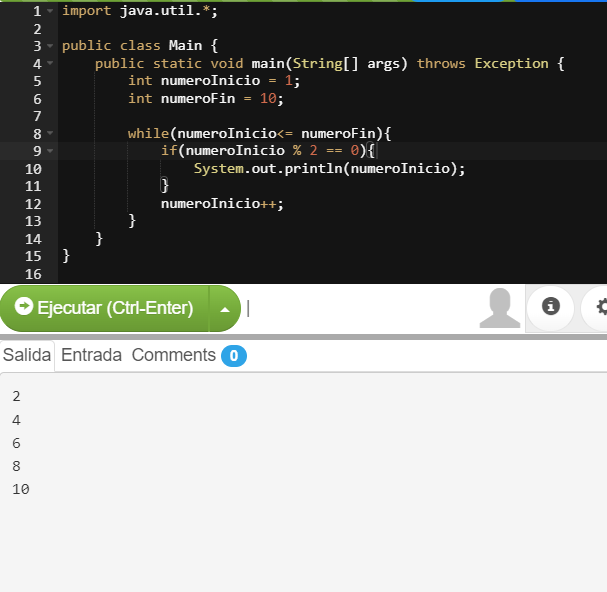 1 import java.util.*;
2
3 public class Main {
4 public static void main(String[] args) throws Exception {
5 int numeroInicio = 1;
6 int numeroFin = 10;
7
8 while(numeroInicio<= numeroFin){
9 if(numeroInicio % 2 == 0){
10 System.out.println(numeroInicio);
11 }
12 numeroInicio++;
13 }
14 }
15 }
16
Ejecutar (Ctrl-Enter)
Salida Entrada Comments 0
2
4
6
8
10